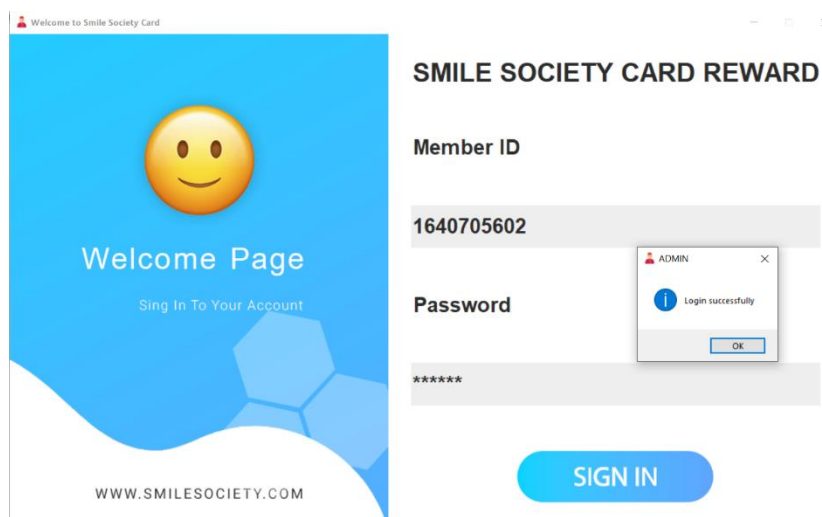 Welcome to Smile Society Card
SMILE SOCIETY CARD REWARD
Member ID
1640705602
Welcome Page
ADMIN
Login successfully
Sing In To Your Account
Password
OK
******
SIGN IN
WWW.SMILESOCIETY.COM